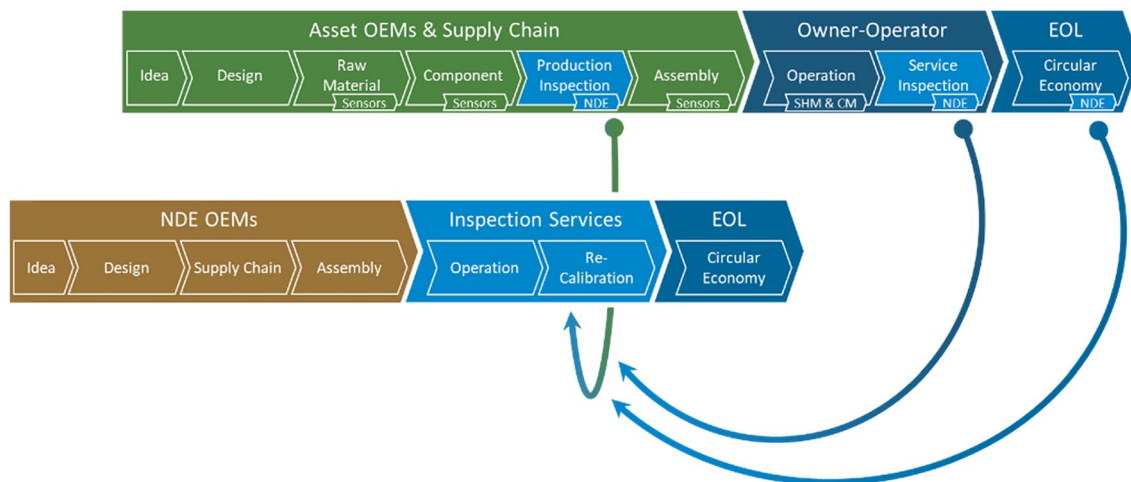 Asset OEMs & Supply Chain
Owner-Operator
EOL
Idea
Design
Raw
Material
Sensors
Component
Sensors
Production
Inspection
NDE
Assembly
Sensors
Operation
SHM & CM
Service
Inspection
NDE
Circular
Economy
NDE
NDE OEMs
Inspection Services
EOL
Idea
Design
Supply Chain
Assembly
Operation
Re-
Calibration
Circular
Economy